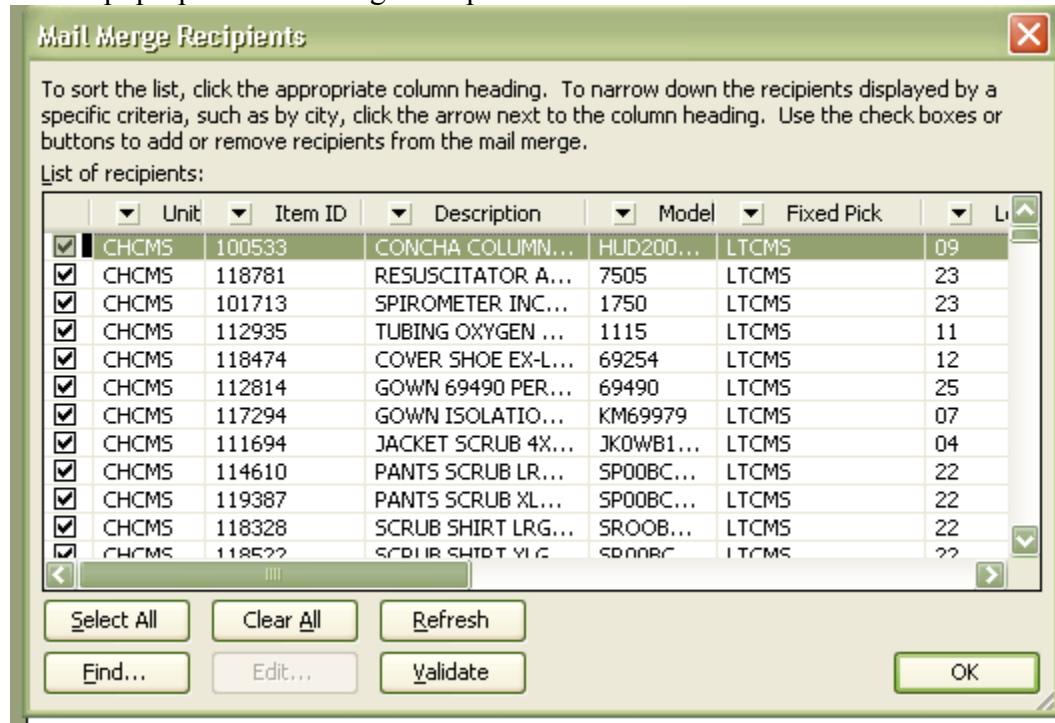 Mail Merge Recipients
To sort the list, click the appropriate column heading. To narrow down the recipients displayed by a
specific criteria, such as by city, click the arrow next to the column heading. Use the check boxes or
buttons to add or remove recipients from the mail merge.
List of recipients:
Unit Item ID Description Model Fixed Pick
CHCMS 100533 CONCHA COLUMN... HUD200... LTCMS 09
CHCMS 118781 RESUSCITATOR A... 7505 LTCMS 23
CHCMS 101713 SPIROMETER INC... 1750 LTCMS 23
CHCMS 112935 TUBING OXYGEN ... 1115 LTCMS 11
CHCMS 118474 COVER SHOE EX-L... 69254 LTCMS 12
CHCMS 112814 GOWN 69490 PER... 69490 LTCMS 25
CHCMS 117294 GOWN ISOLATIO... KM69979 LTCMS 07
CHCMS 111694 JACKET SCRUB 4X... JK0WB1... LTCMS 04
CHCMS 114610 PANTS SCRUB LR... SP00BC... LTCMS 22
CHCMS 119387 PANTS SCRUB XL... SP00BC... LTCMS 22
CHCMS 118328 SCRUB SHIRT LRG... SROOB... LTCMS 22
CHCMS 118522 SCRUB SHIRT XLG LTCMS 22
Select All Clear All Refresh
Find... Edit... Validate OK